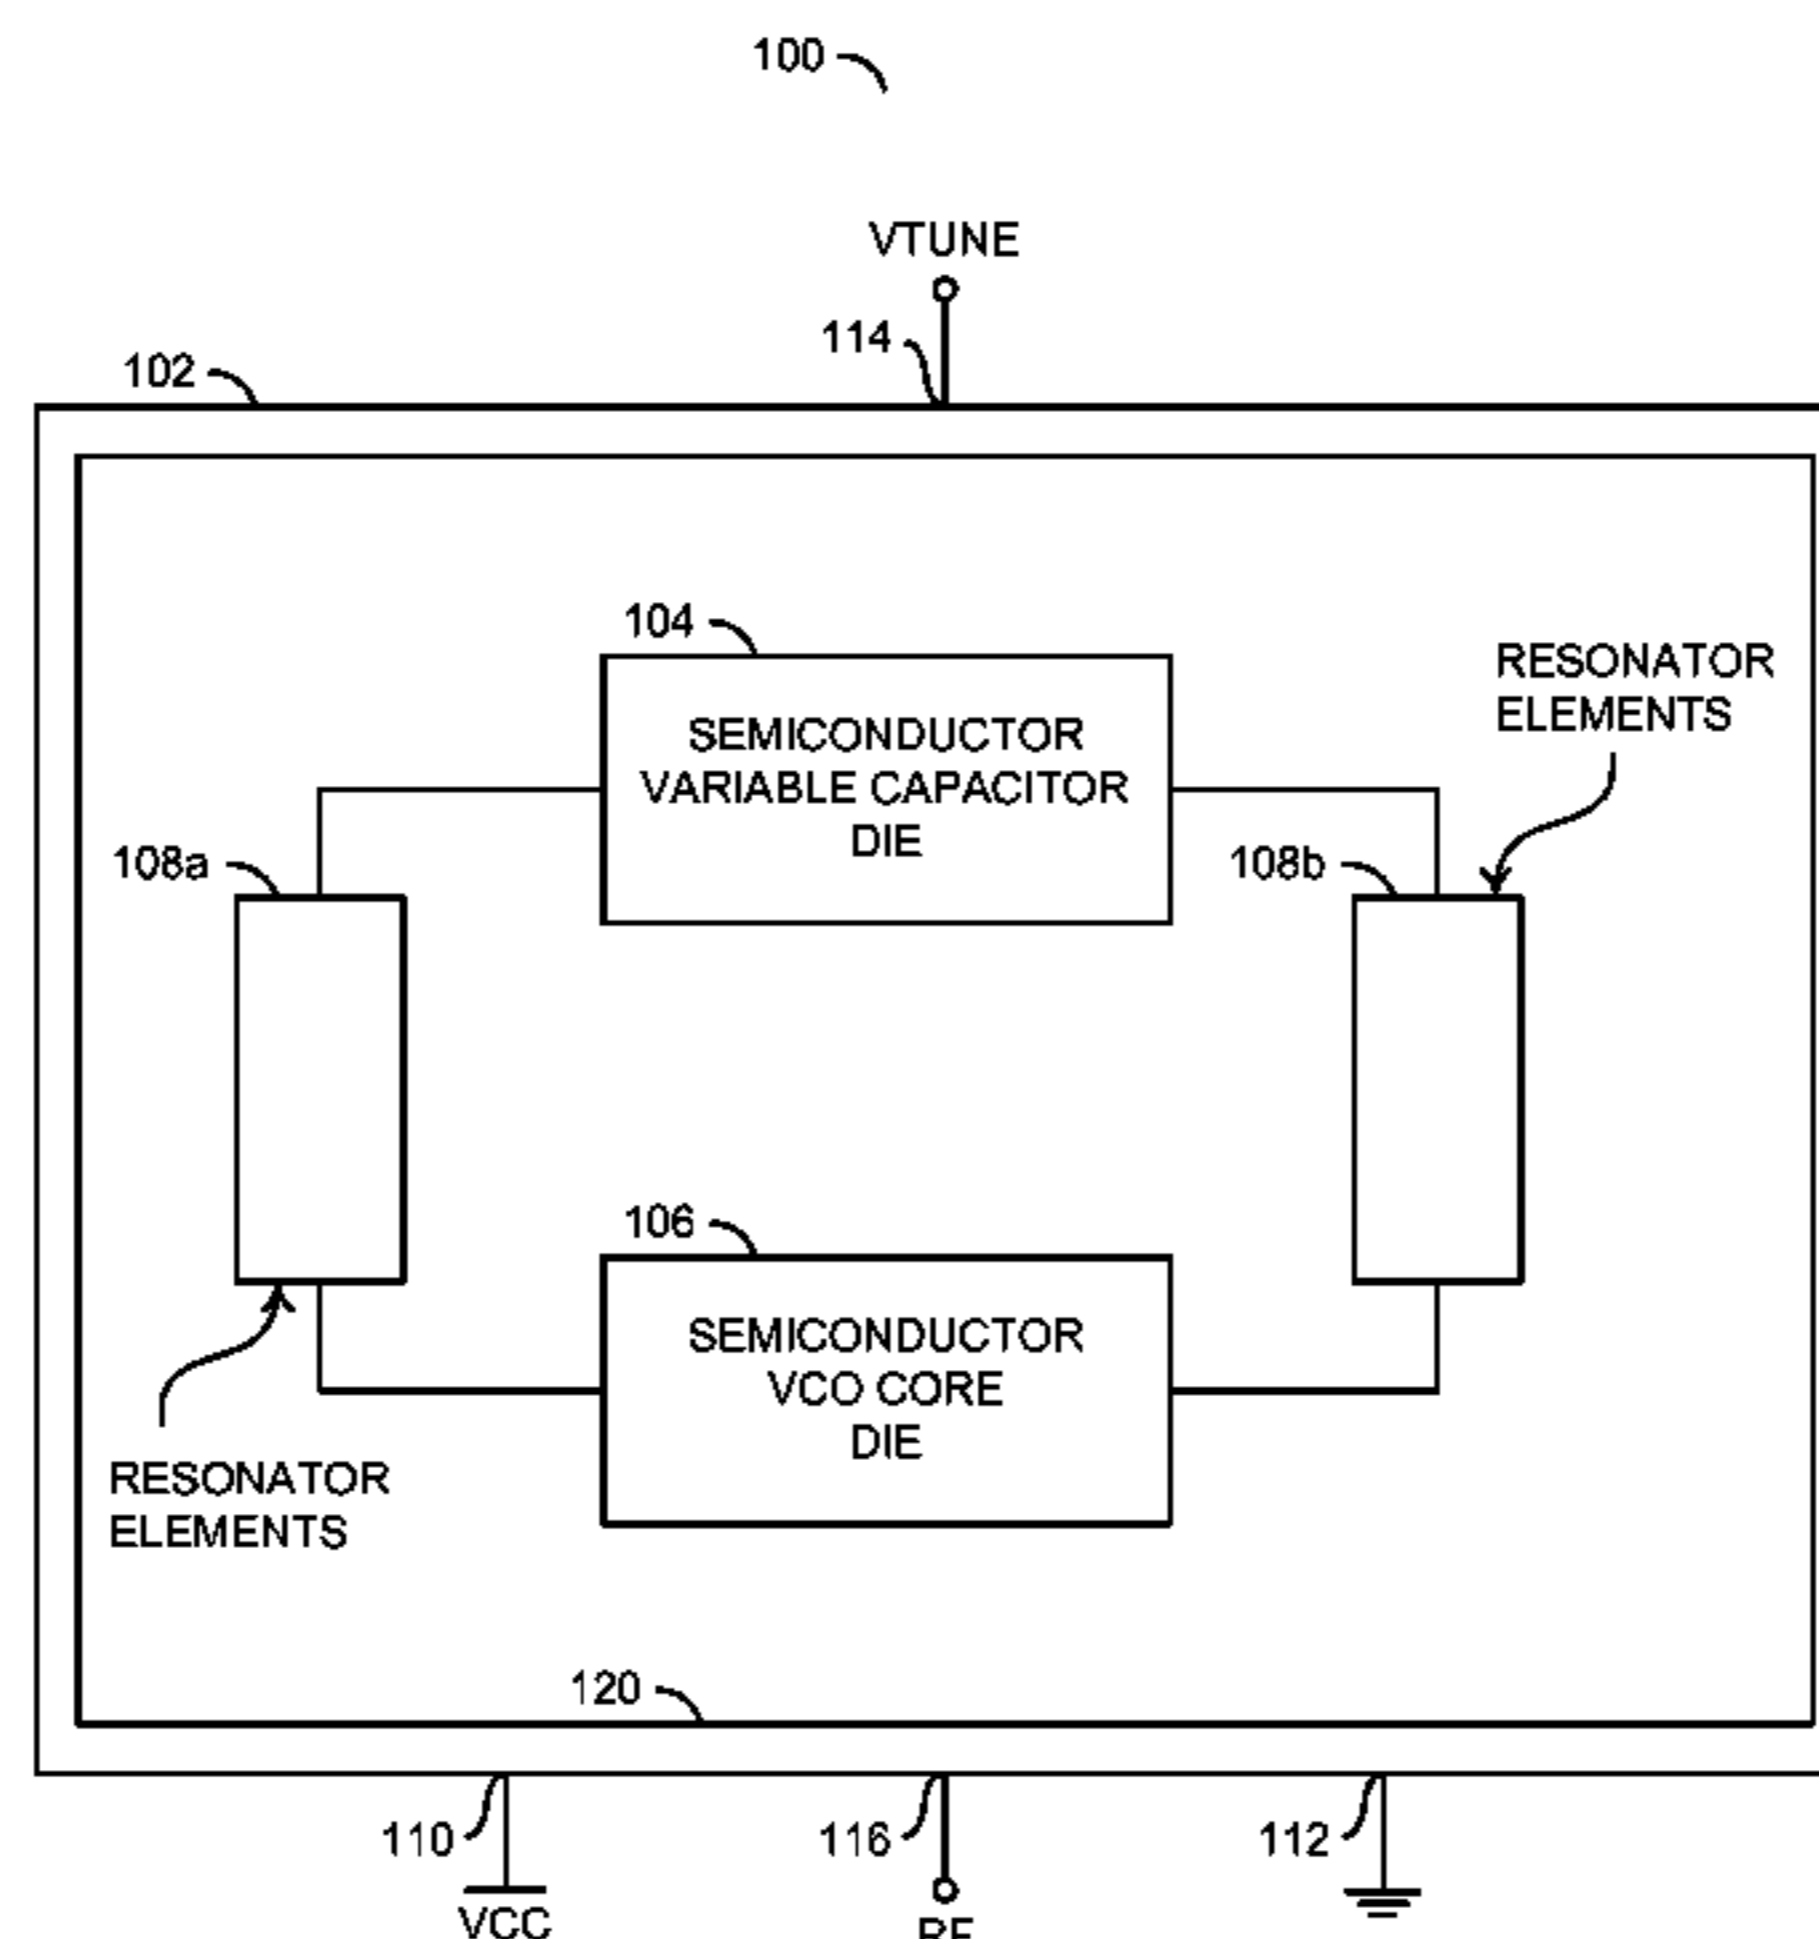 100
VTUNE
114
102
104
RESONATOR
ELEMENTS
SEMICONDUCTOR
VARIABLE CAPACITOR
DIE
108a
108b
106
SEMICONDUCTOR
VCO CORE
DIE
RESONATOR
ELEMENTS
120
110
116
112
VCC
RF